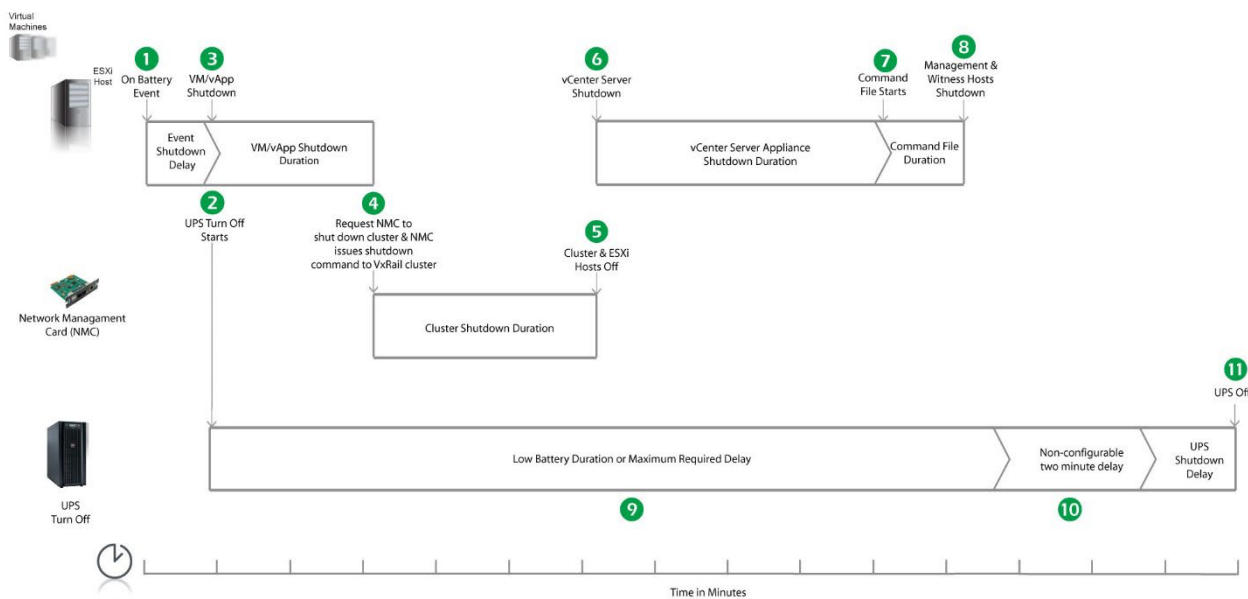 Virtual
Machines
ESXi
Host
1
On Battery
Event
3
VM/vApp
Shutdown
6
vCenter Server
Shutdown
7
Command
File Starts
8
Management &
Witness Hosts
Shutdown
Event
Shutdown
Delay
VM/vApp Shutdown
Duration
vCenter Server Appliance
Shutdown Duration
Command File
Duration
2
UPS Turn Off
Starts
4
Request NMC to
shut down cluster & NMC
issues shutdown
command to VxRail cluster
5
Cluster & ESXi
Hosts Off
Network Managament
Card (NMC)
Cluster Shutdown Duration
11
UPS Off
UPS
Turn Off
Low Battery Duration or Maximum Required Delay
Non-configurable
two minute delay
UPS
Shutdown
Delay
9
10
Time in Minutes